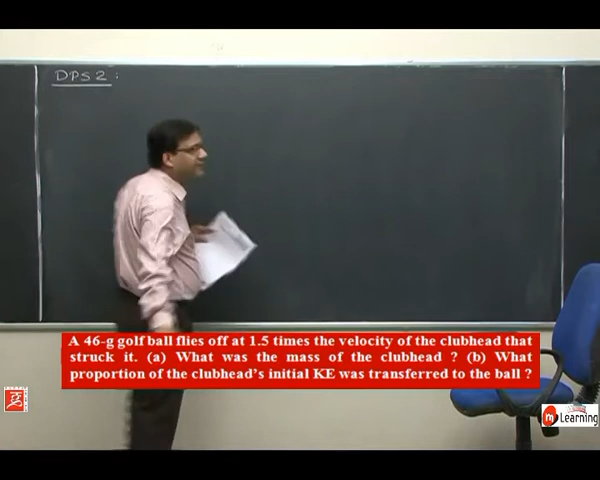 DPS 2 :
A 46-g golf ball flies off at 1.5 times the velocity of the clubhead that
struck it. (a) What was the mass of the clubhead ? (b) What
proportion of the clubhead's initial KE was transferred to the ball ?
m Learning